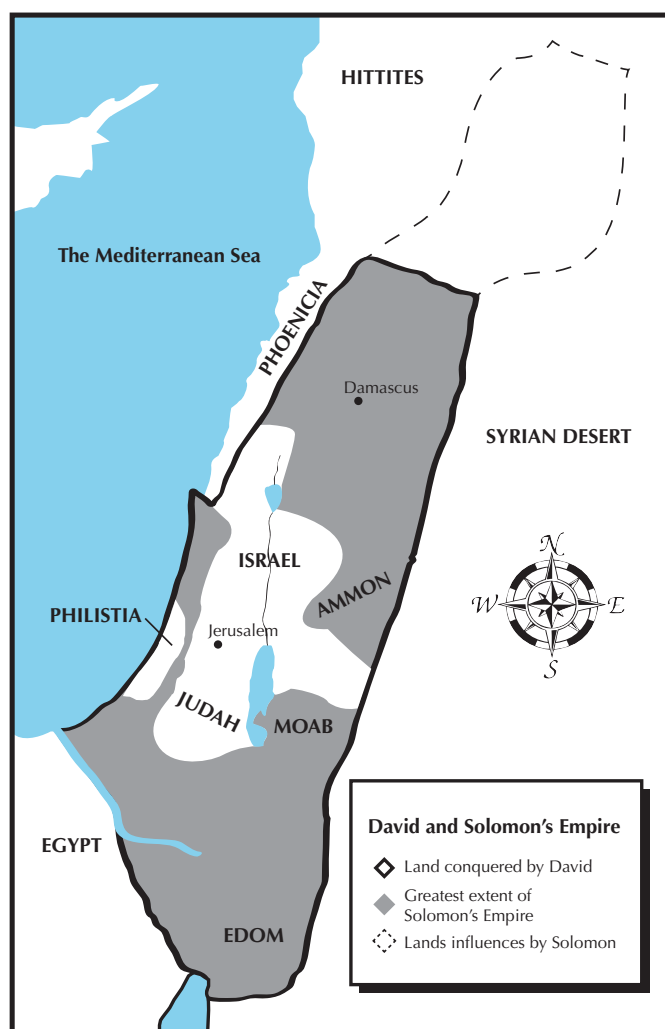 HITTITES
The Mediterranean Sea
PHOENICIA
Damascus
SYRIAN DESERT
N
W
E
S
ISRAEL
AMMON
PHILISTIA
Jerusalem
JUDAH
MOAB
EGYPT
EDOM
David and Solomon's Empire
Land conquered by David
Greatest extent of
Solomon's Empire
Lands influences by Solomon